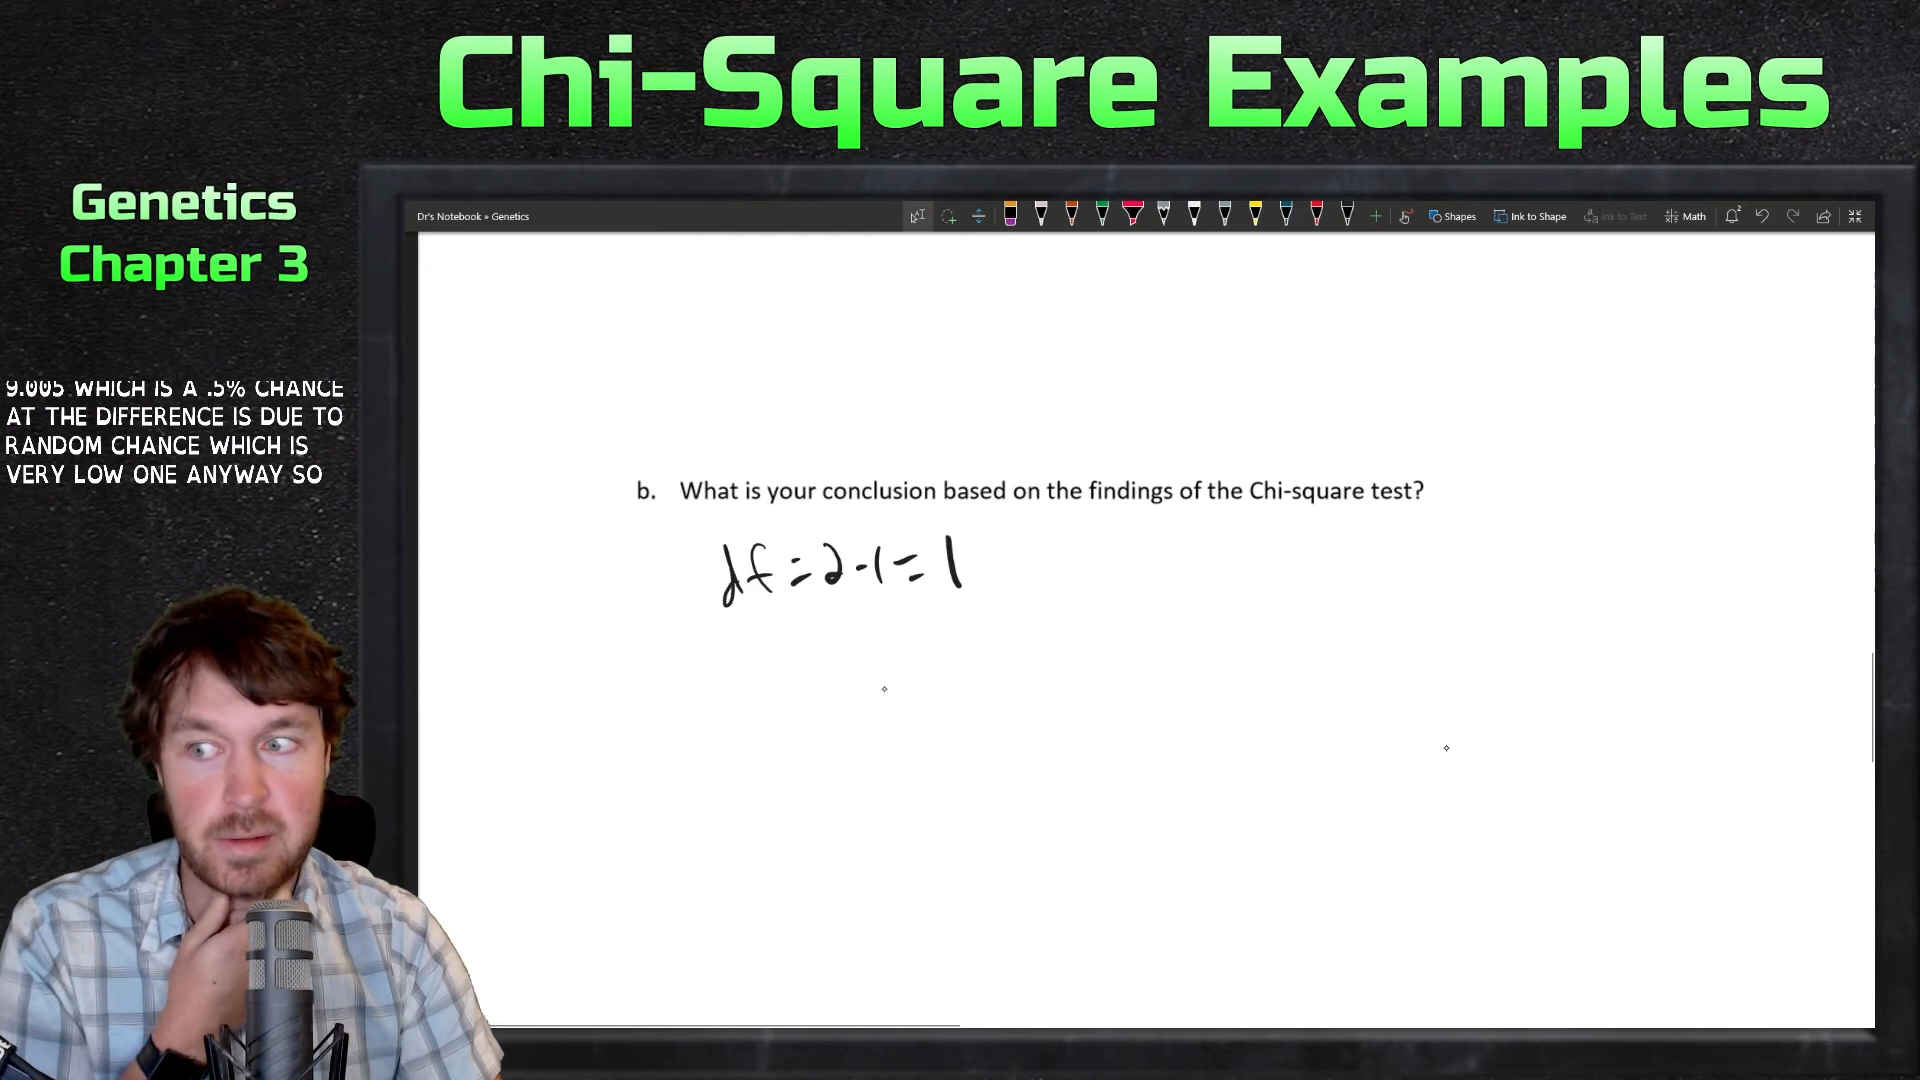 Chi-Square Examples
Genetics
Chapter 3
Dr's Notebook » Genetics
Shapes
Ink to Shape
Ink to Text
Math
2
9.005 WHICH IS A .5% CHANCE
AT THE DIFFERENCE IS DUE TO
RANDOM CHANCE WHICH IS
VERY LOW ONE ANYWAY SO
b. What is your conclusion based on the findings of the Chi-square test?
df = 2 - 1 = 1